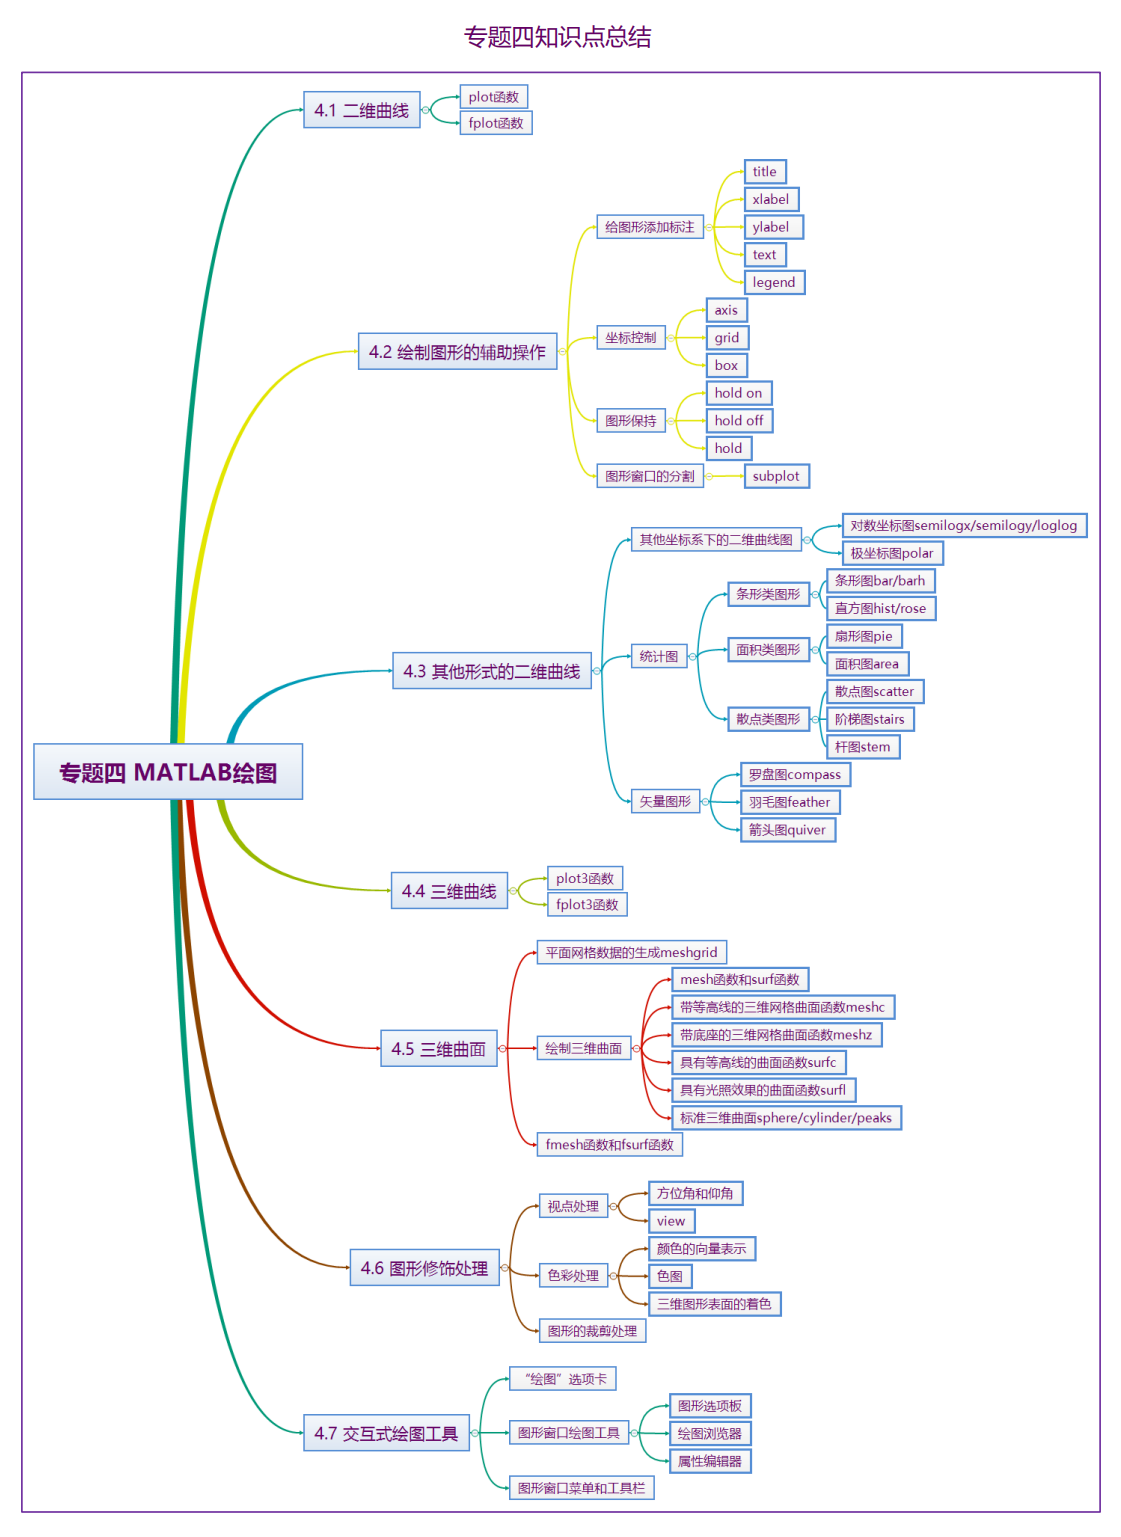 专题四知识点总结
4.1 二维曲线
plot函数
fplot函数
4.2 绘制图形的辅助操作
给图形添加标注
title
xlabel
ylabel
text
legend
坐标控制
axis
grid
box
图形保持
hold on
hold off
hold
图形窗口的分割
subplot
4.3 其他形式的二维曲线
其他坐标系下的二维曲线图
对数坐标图semilogx/semilogy/loglog
极坐标图polar
统计图
条形类图形
条形图bar/barh
直方图hist/rose
面积类图形
扇形图pie
面积图area
散点类图形
散点图scatter
阶梯图stairs
杆图stem
矢量图形
罗盘图compass
羽毛图feather
箭头图quiver
专题四 MATLAB绘图
4.4 三维曲线
plot3函数
fplot3函数
4.5 三维曲面
平面网格数据的生成meshgrid
绘制三维曲面
mesh函数和surf函数
带等高线的三维网格曲面函数meshc
带底座的三维网格曲面函数meshz
具有等高线的曲面函数surfc
具有光照效果的曲面函数surfl
标准三维曲面sphere/cylinder/peaks
fmesh函数和fsurf函数
4.6 图形修饰处理
视点处理
方位角和仰角
view
色彩处理
颜色的向量表示
色图
三维图形表面的着色
图形的裁剪处理
4.7 交互式绘图工具
“绘图”选项卡
图形窗口绘图工具
图形选项板
绘图浏览器
属性编辑器
图形窗口菜单和工具栏